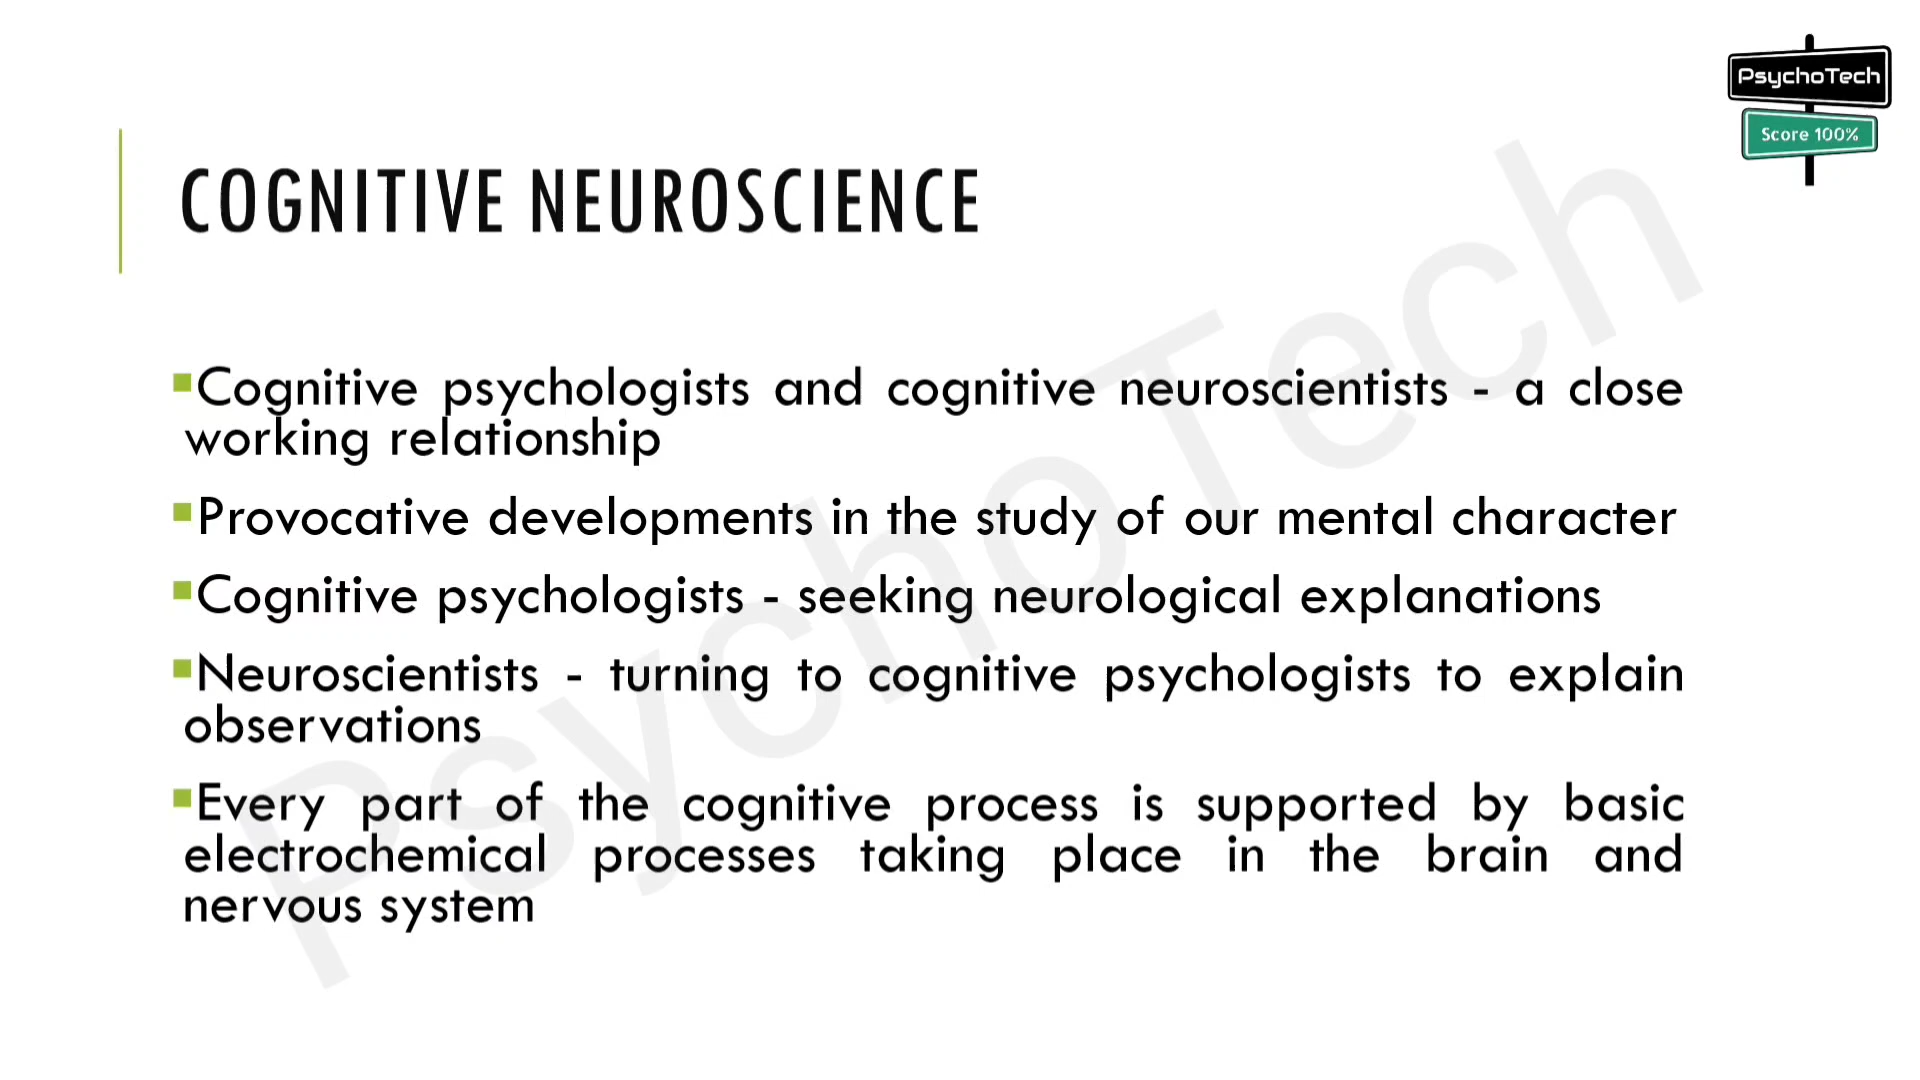 PsychoTech
Score 100%
COGNITIVE NEUROSCIENCE
▪Cognitive psychologists and cognitive neuroscientists - a close
working relationship
▪Provocative developments in the study of our mental character
▪Cognitive psychologists - seeking neurological explanations
▪Neuroscientists - turning to cognitive psychologists to explain
observations
▪Every part of the cognitive process is supported by basic
electrochemical processes taking place in the brain and
nervous system
PsychoTech